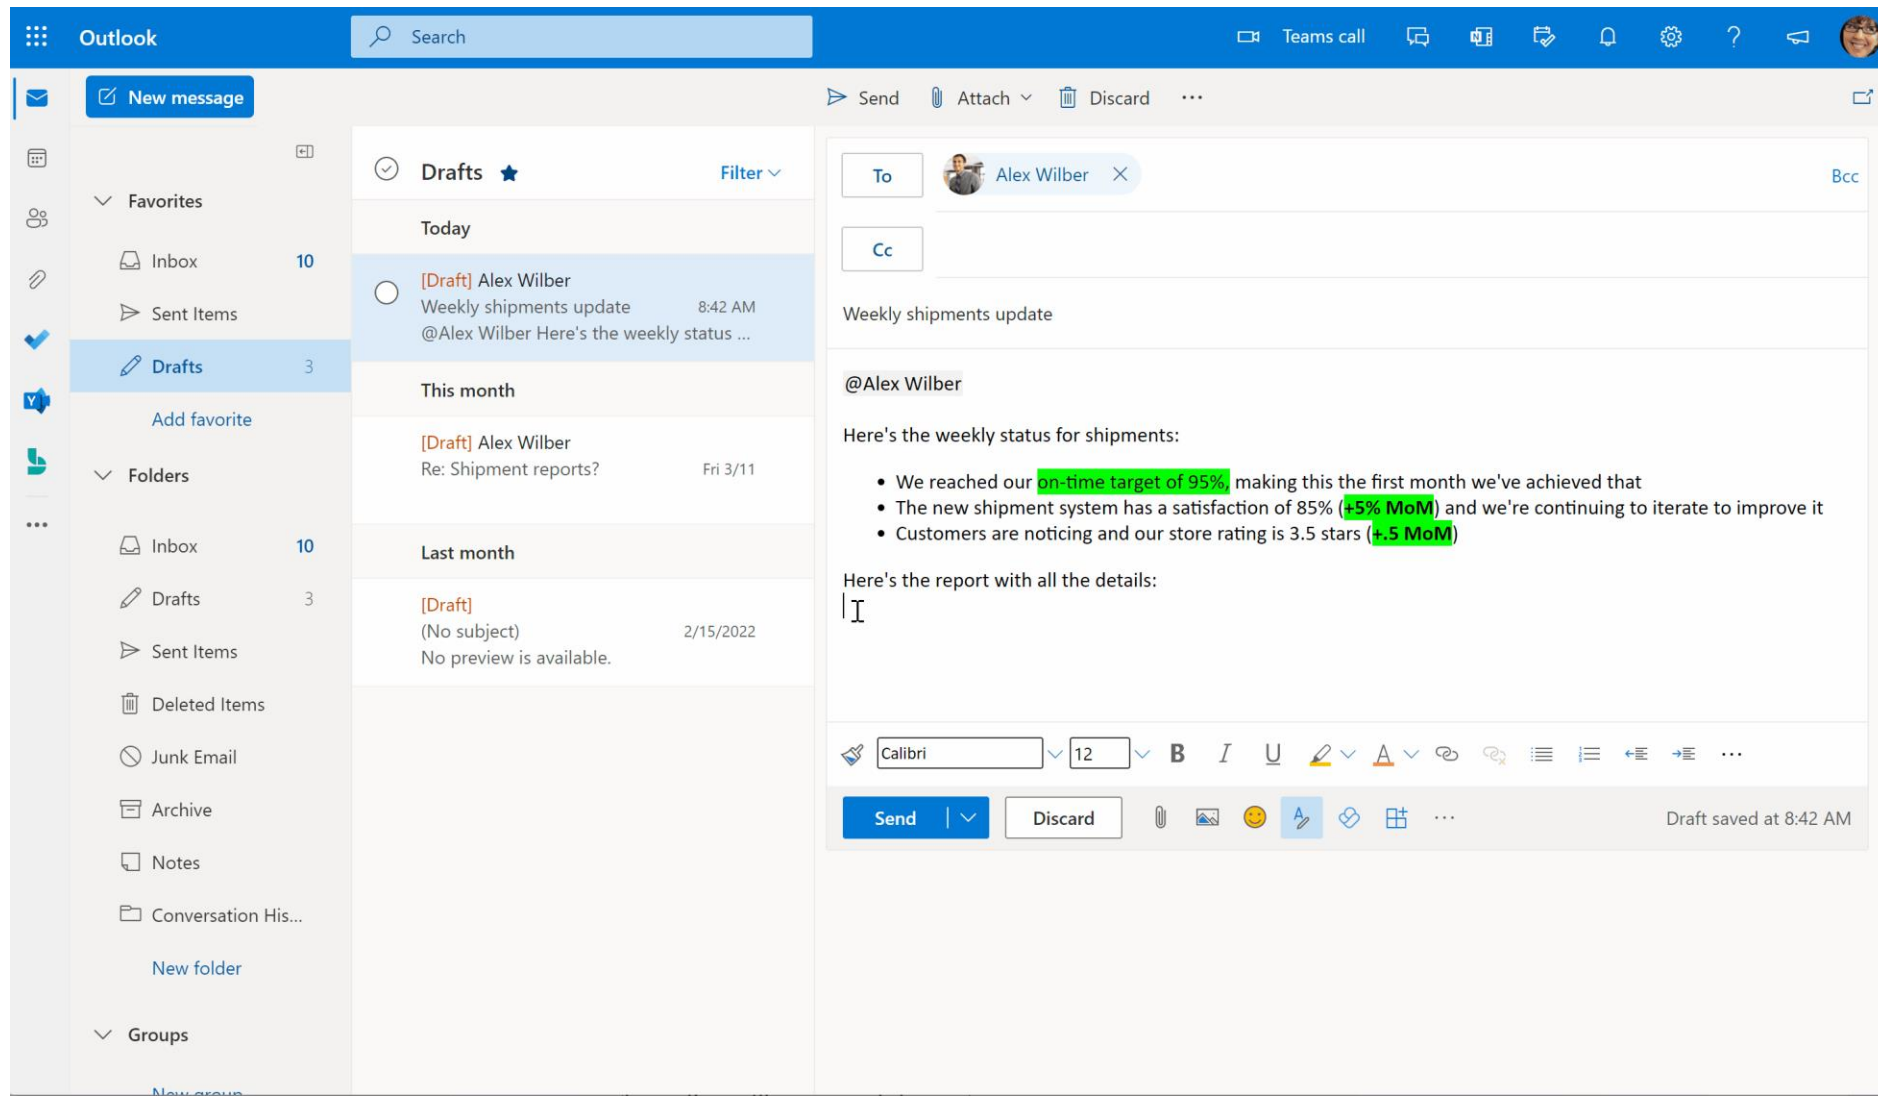 Outlook
Search
Teams call
New message
Send
Attach
Discard
Favorites
Inbox 10
Sent Items
Drafts 3
Add favorite
Folders
Inbox 10
Drafts 3
Sent Items
Deleted Items
Junk Email
Archive
Notes
Conversation His...
New folder
Groups
New group
Drafts
Filter
Today
[Draft] Alex Wilber
Weekly shipments update 8:42 AM
@Alex Wilber Here's the weekly status ...
This month
[Draft] Alex Wilber
Re: Shipment reports? Fri 3/11
Last month
[Draft]
(No subject) 2/15/2022
No preview is available.
To
Alex Wilber
Bcc
Cc
Weekly shipments update
@Alex Wilber
Here's the weekly status for shipments:
• We reached our on-time target of 95%, making this the first month we've achieved that
• The new shipment system has a satisfaction of 85% (+5% MoM) and we're continuing to iterate to improve it
• Customers are noticing and our store rating is 3.5 stars (+.5 MoM)
Here's the report with all the details:
Calibri 12 B I U A
Send
Discard
Draft saved at 8:42 AM